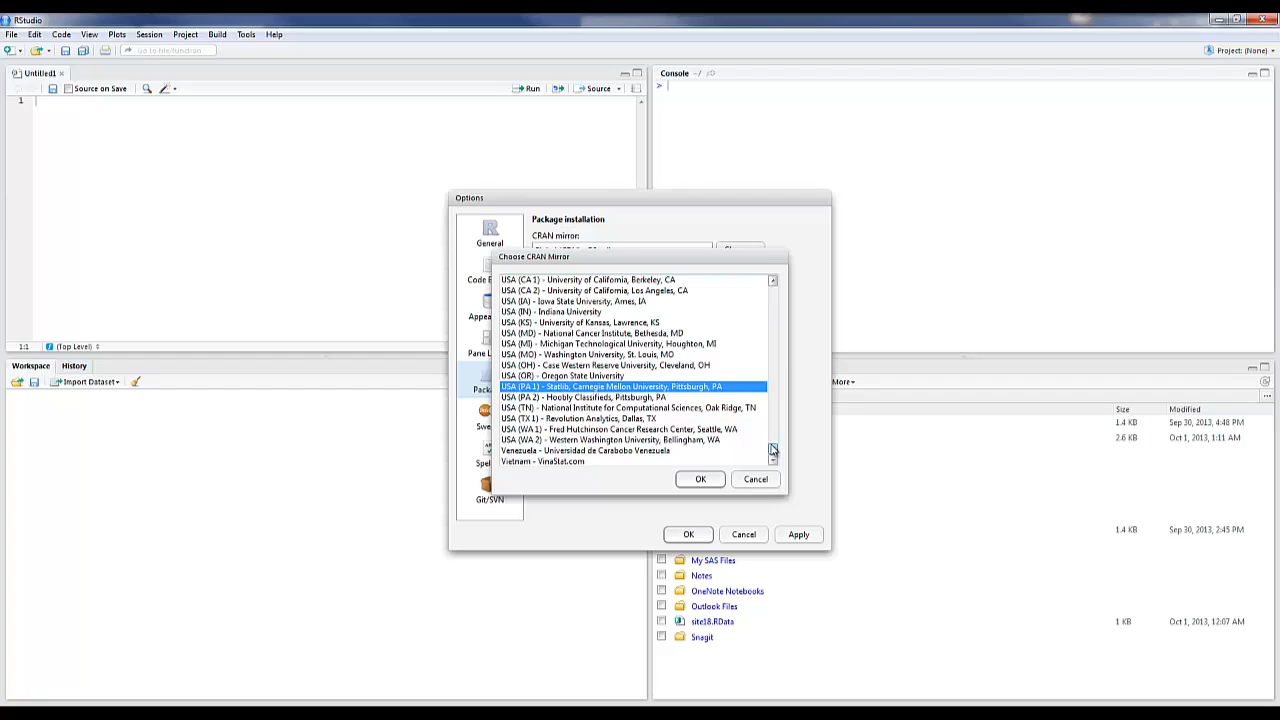 RStudio
File Edit Code View Plots Session Project Build Tools Help
Go to file/function
Project: (None)
Untitled1
Source on Save
Run
Source
1
1:1 (Top Level)
Console ~/
>
Workspace History
Import Dataset
More
Size Modified
1.4 KB Sep 30, 2013, 4:48 PM
2.6 KB Oct 1, 2013, 1:11 AM
1.4 KB Sep 30, 2013, 2:45 PM
My SAS Files
Notes
OneNote Notebooks
Outlook Files
site18.RData 1 KB Oct 1, 2013, 12:07 AM
Snagit
Options
General
Code E
Appea
Pane L
Pack
Swe
Spel
Git/SVN
Package installation
CRAN mirror:
Choose CRAN Mirror
USA (CA 1) - University of California, Berkeley, CA
USA (CA 2) - University of California, Los Angeles, CA
USA (IA) - Iowa State University, Ames, IA
USA (IN) - Indiana University
USA (KS) - University of Kansas, Lawrence, KS
USA (MD) - National Cancer Institute, Bethesda, MD
USA (MI) - Michigan Technological University, Houghton, MI
USA (MO) - Washington University, St. Louis, MO
USA (OH) - Case Western Reserve University, Cleveland, OH
USA (OR) - Oregon State University
USA (PA 1) - Statlib, Carnegie Mellon University, Pittsburgh, PA
USA (PA 2) - Hoobly Classifieds, Pittsburgh, PA
USA (TN) - National Institute for Computational Sciences, Oak Ridge, TN
USA (TX 1) - Revolution Analytics, Dallas, TX
USA (WA 1) - Fred Hutchinson Cancer Research Center, Seattle, WA
USA (WA 2) - Western Washington University, Bellingham, WA
Venezuela - Universidad de Carabobo Venezuela
Vietnam - VinaStat.com
OK Cancel
OK Cancel Apply